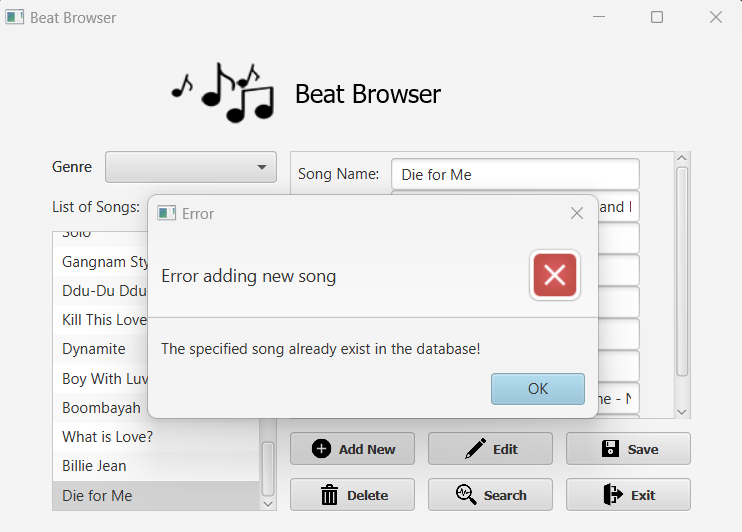 Beat Browser
Beat Browser
Genre
Song Name: Die for Me
List of Songs:
and
Solo
Error
Gangnam Sty
Ddu-Du Ddu
Error adding new song
Kill This Love
Dynamite
The specified song already exist in the database!
Boy With Luv
OK
Boombayah
me - N
What is Love?
Add New Edit Save
Billie Jean
Die for Me
Delete Search Exit